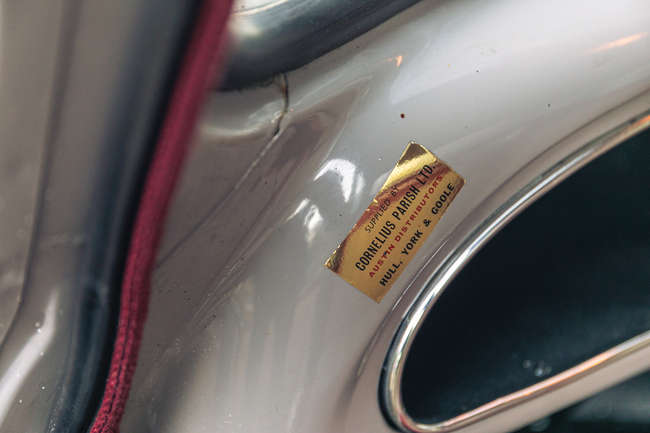 SUPPLIED BY
CORNELIUS PARISH LTD.
AUSTIN DISTRIBUTORS
HULL, YORK & GOOLE